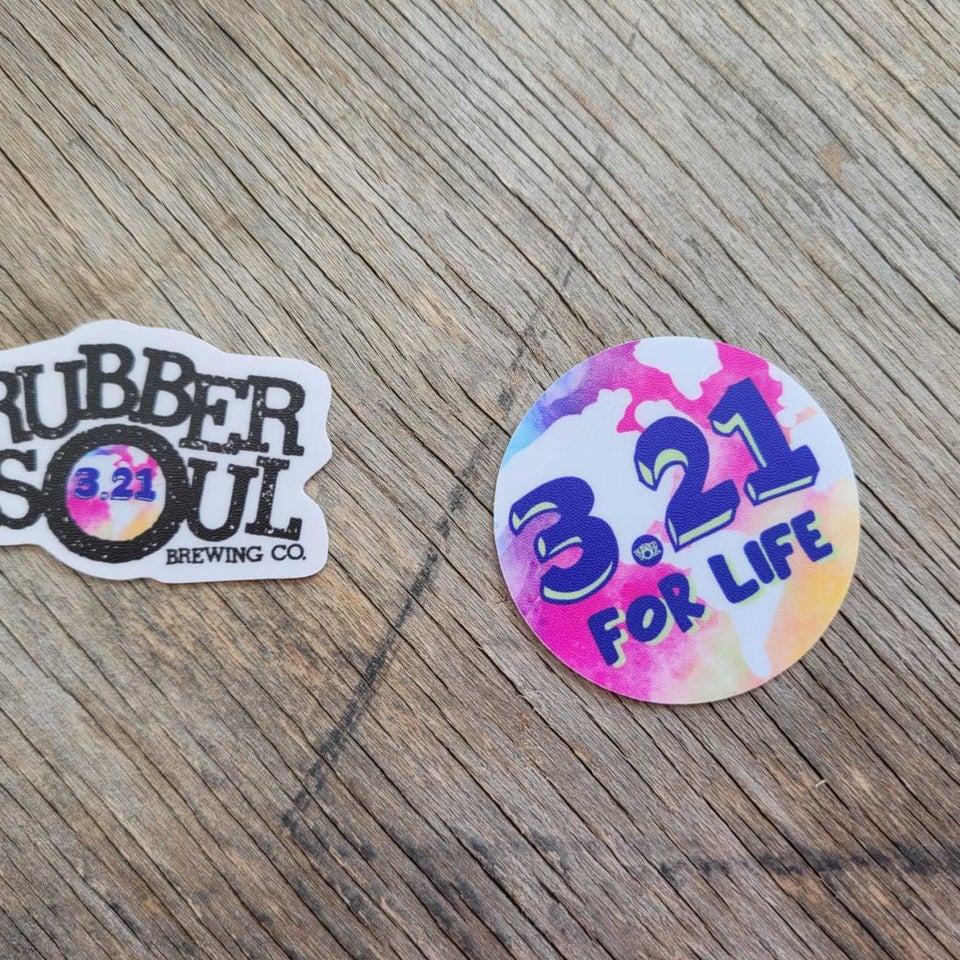 RUBBER
SOUL
3.21
BREWING CO.
3.21
FOR LIFE